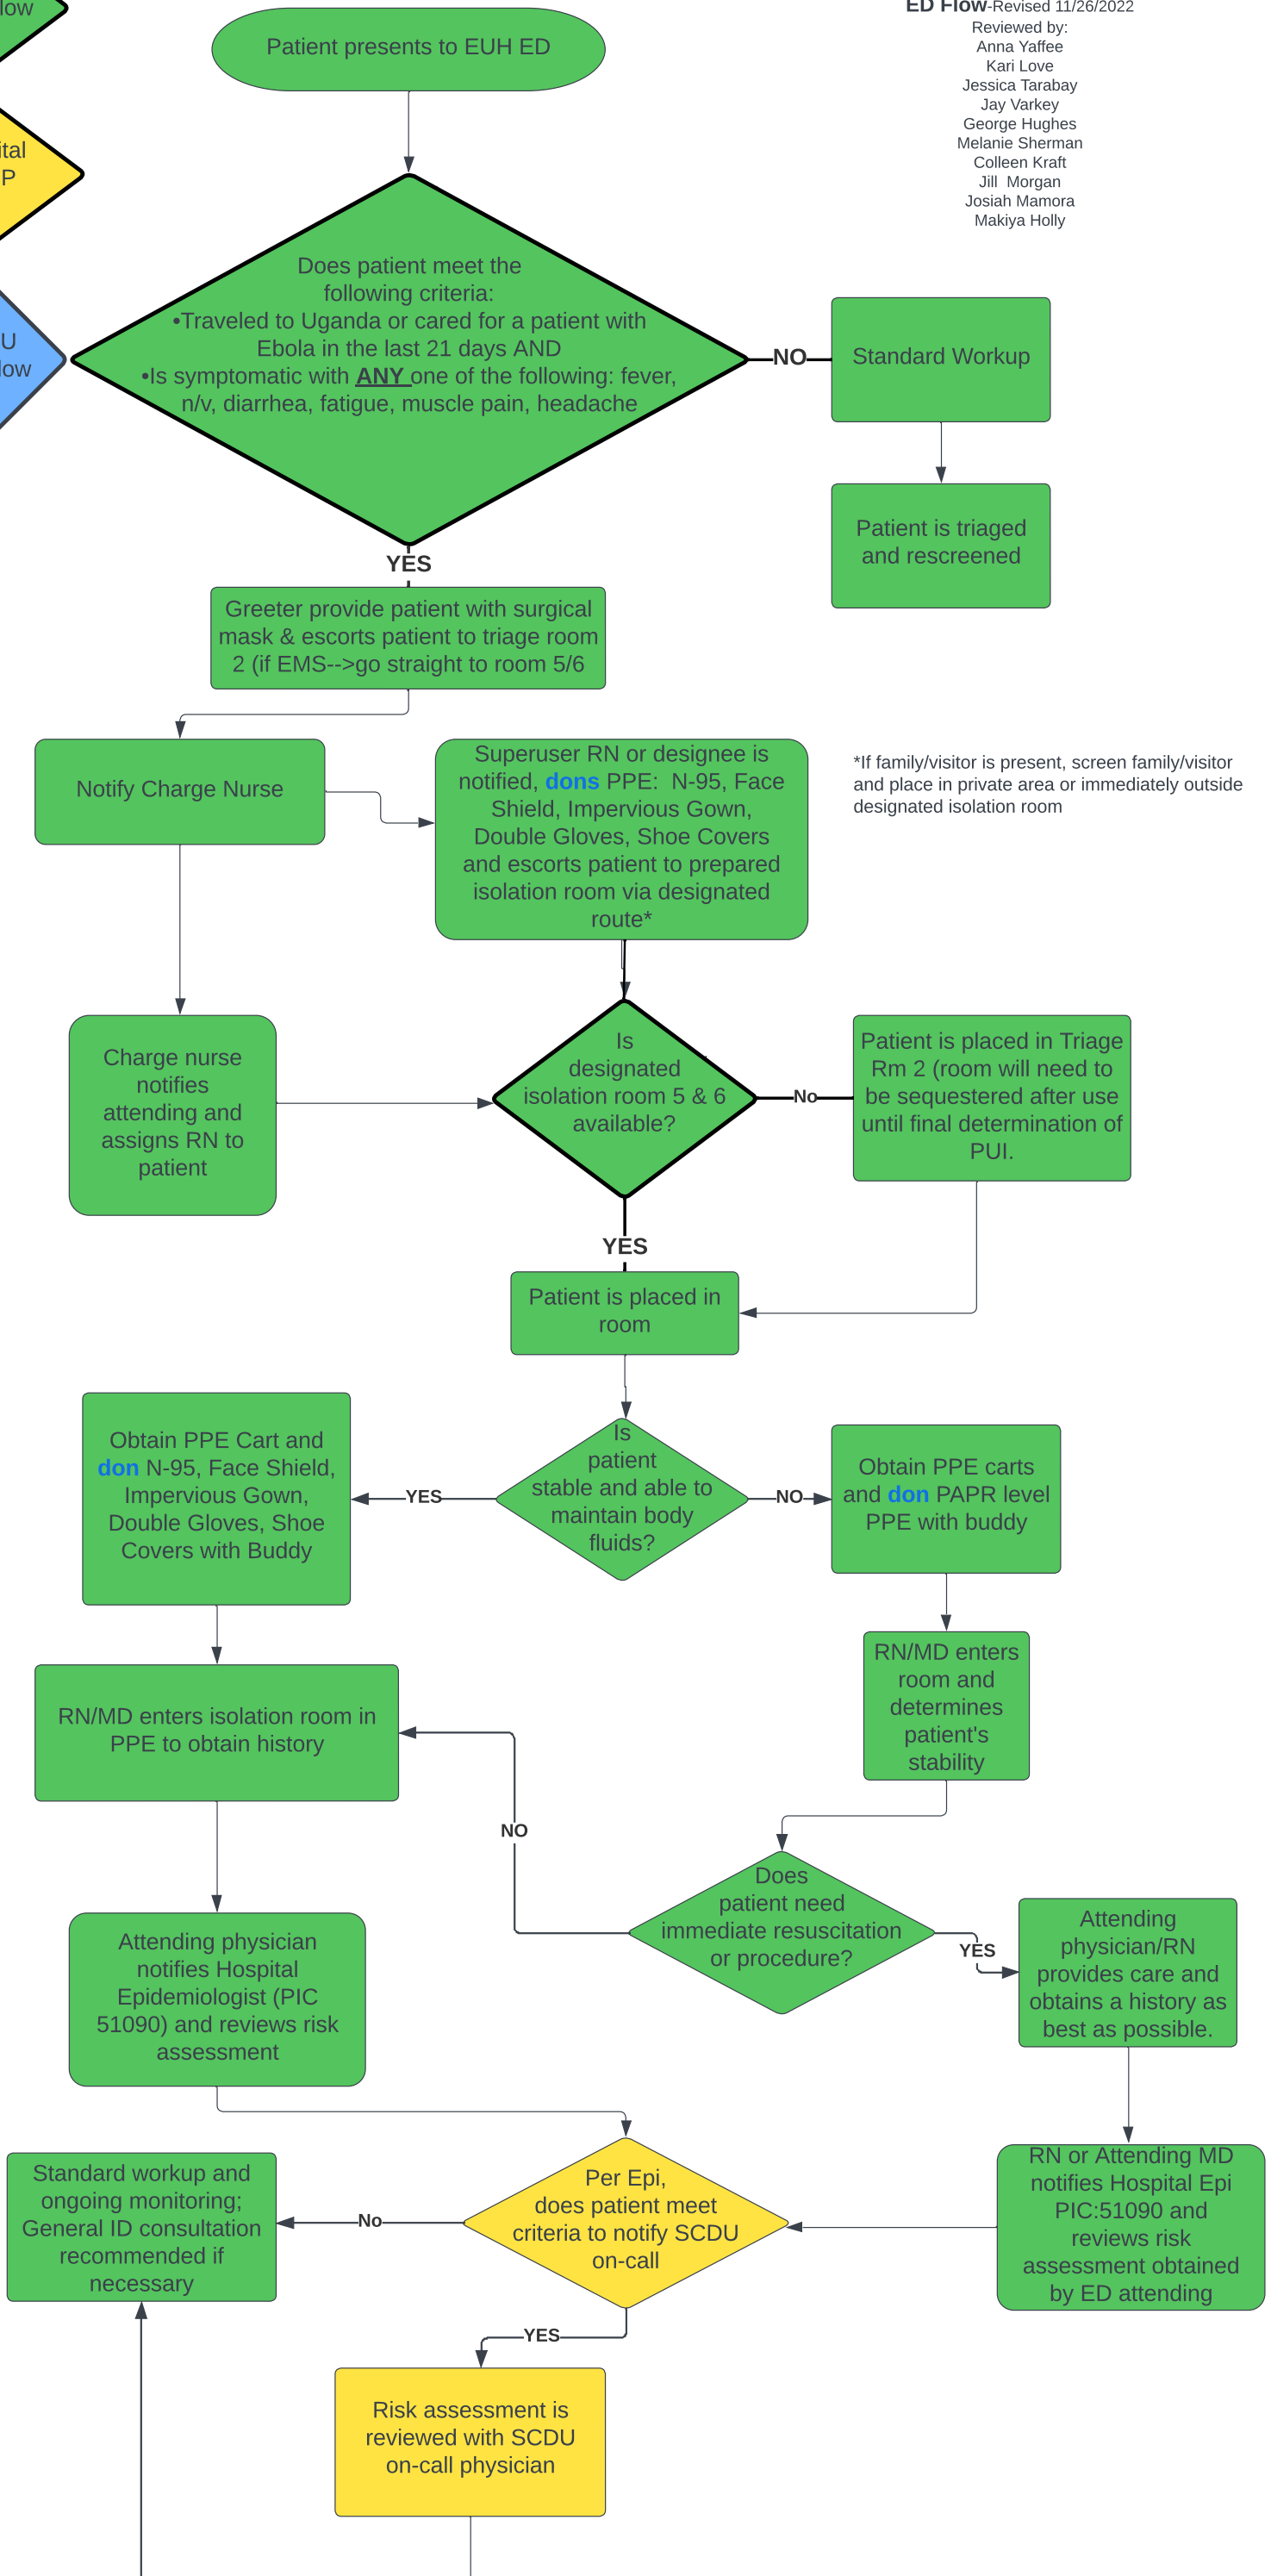 low
ital
P
U
low
ED Flow-Revised 11/26/2022
Reviewed by:
Anna Yaffee
Kari Love
Jessica Tarabay
Jay Varkey
George Hughes
Melanie Sherman
Colleen Kraft
Jill Morgan
Josiah Mamora
Makiya Holly
Patient presents to EUH ED
Does patient meet the
following criteria:
•Traveled to Uganda or cared for a patient with
Ebola in the last 21 days AND
•Is symptomatic with ANY one of the following: fever,
n/v, diarrhea, fatigue, muscle pain, headache
NO
Standard Workup
Patient is triaged
and rescreened
YES
Greeter provide patient with surgical
mask & escorts patient to triage room
2 (if EMS-->go straight to room 5/6
Notify Charge Nurse
Superuser RN or designee is
notified, dons PPE: N-95, Face
Shield, Impervious Gown,
Double Gloves, Shoe Covers
and escorts patient to prepared
isolation room via designated
route*
*If family/visitor is present, screen family/visitor
and place in private area or immediately outside
designated isolation room
Charge nurse
notifies
attending and
assigns RN to
patient
Is
designated
isolation room 5 & 6
available?
No
Patient is placed in Triage
Rm 2 (room will need to
be sequestered after use
until final determination of
PUI.
YES
Patient is placed in
room
Is
patient
stable and able to
maintain body
fluids?
YES
Obtain PPE Cart and
don N-95, Face Shield,
Impervious Gown,
Double Gloves, Shoe
Covers with Buddy
NO
Obtain PPE carts
and don PAPR level
PPE with buddy
RN/MD enters
room and
determines
patient's
stability
RN/MD enters isolation room in
PPE to obtain history
NO
Does
patient need
immediate resuscitation
or procedure?
YES
Attending
physician/RN
provides care and
obtains a history as
best as possible.
Attending physician
notifies Hospital
Epidemiologist (PIC
51090) and reviews risk
assessment
RN or Attending MD
notifies Hospital Epi
PIC:51090 and
reviews risk
assessment obtained
by ED attending
Per Epi,
does patient meet
criteria to notify SCDU
on-call
No
Standard workup and
ongoing monitoring;
General ID consultation
recommended if
necessary
YES
Risk assessment is
reviewed with SCDU
on-call physician